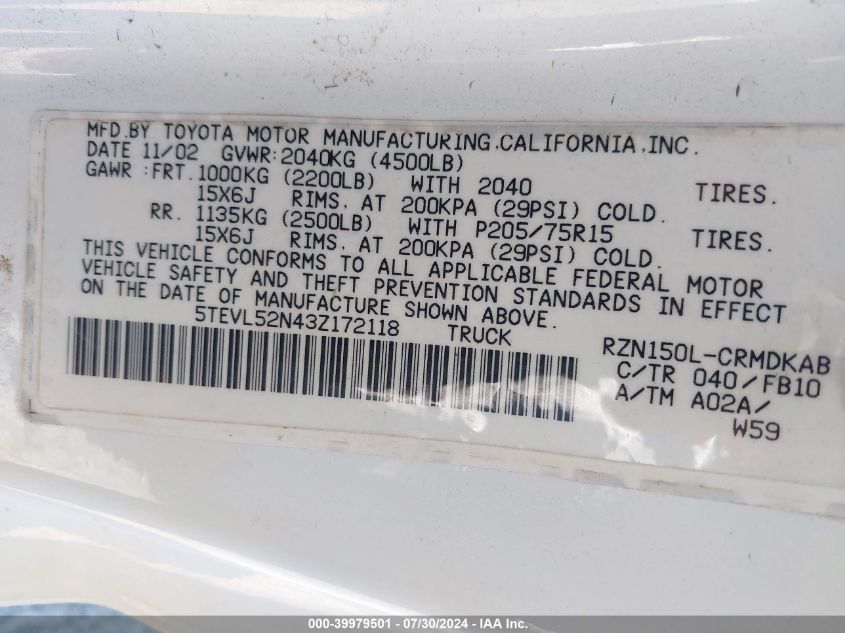 MFD.BY TOYOTA MOTOR MANUFACTURING.CALIFORNIA.INC.
DATE 11/02 GVWR:2040KG (4500LB)
GAWR :FRT.1000KG (2200LB) WITH 2040 TIRES.
15X6J RIMS. AT 200KPA (29PSI) COLD.
RR. 1135KG (2500LB) WITH P205/75R15 TIRES.
15X6J RIMS. AT 200KPA (29PSI) COLD.
THIS VEHICLE CONFORMS TO ALL APPLICABLE FEDERAL MOTOR
VEHICLE SAFETY AND THEFT PREVENTION STANDARDS IN EFFECT
ON THE DATE OF MANUFACTURE SHOWN ABOVE.
5TEVL52N43Z172118 TRUCK
RZN150L-CRMDKAB
C/TR 040/FB10
A/TM A02A/
W59
000-39979501 - 07/30/2024 - IAA Inc.